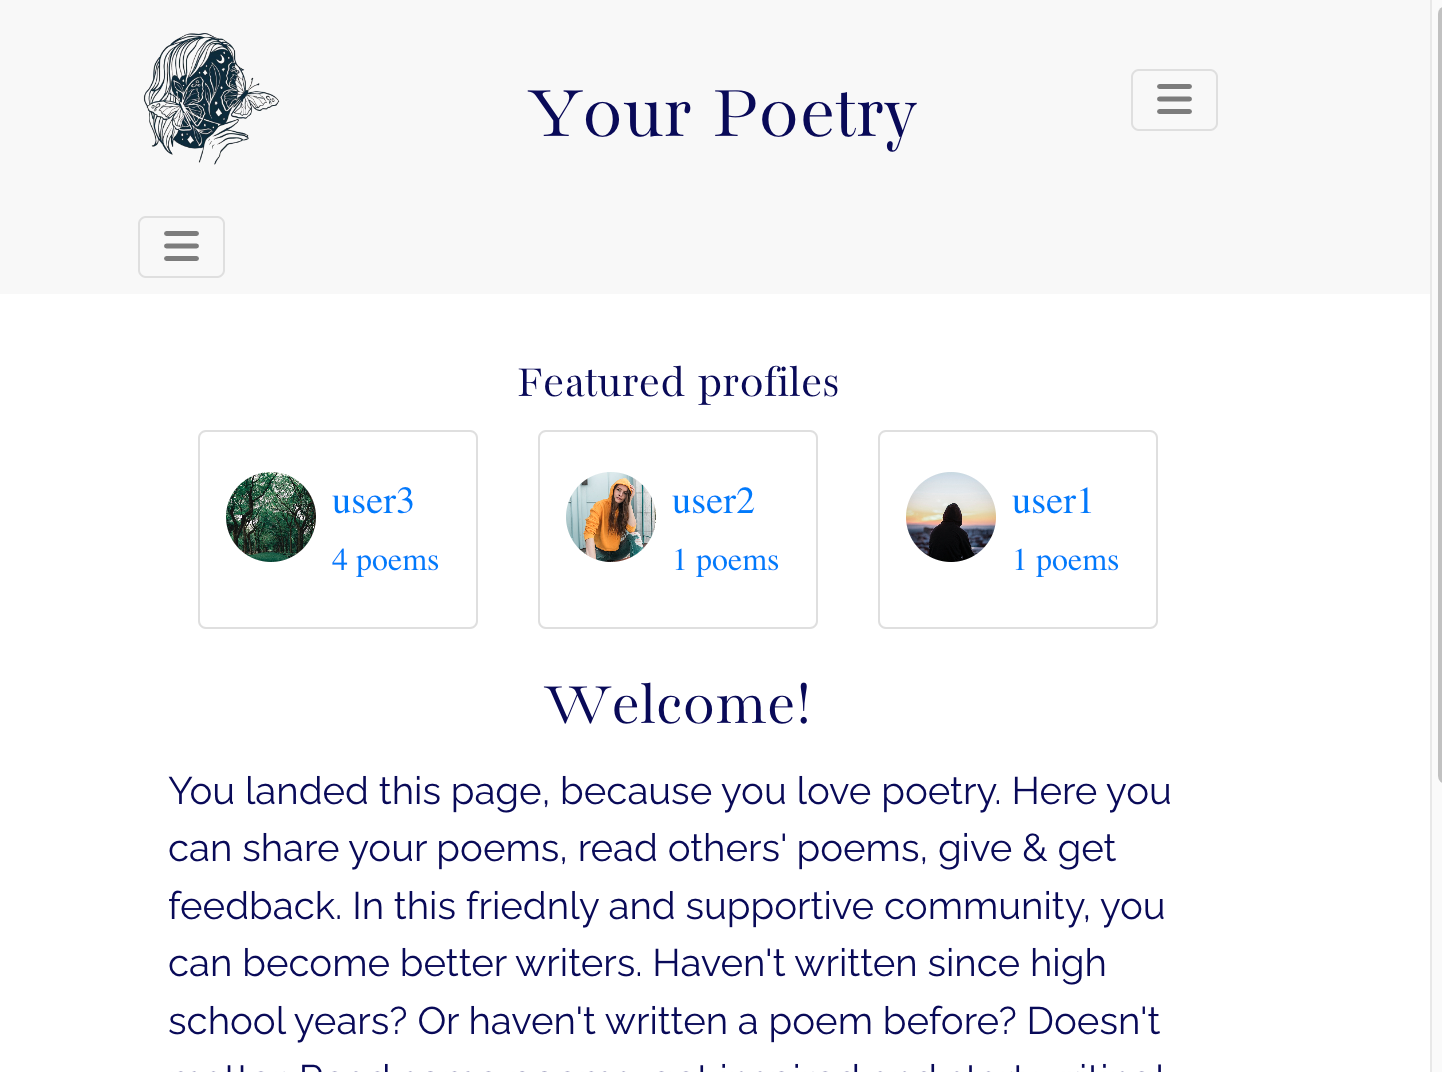 Your Poetry
Featured profiles
user3
4 poems
user2
1 poems
user1
1 poems
Welcome!
You landed this page, because you love poetry. Here you
can share your poems, read others' poems, give & get
feedback. In this friednly and supportive community, you
can become better writers. Haven't written since high
school years? Or haven't written a poem before? Doesn't